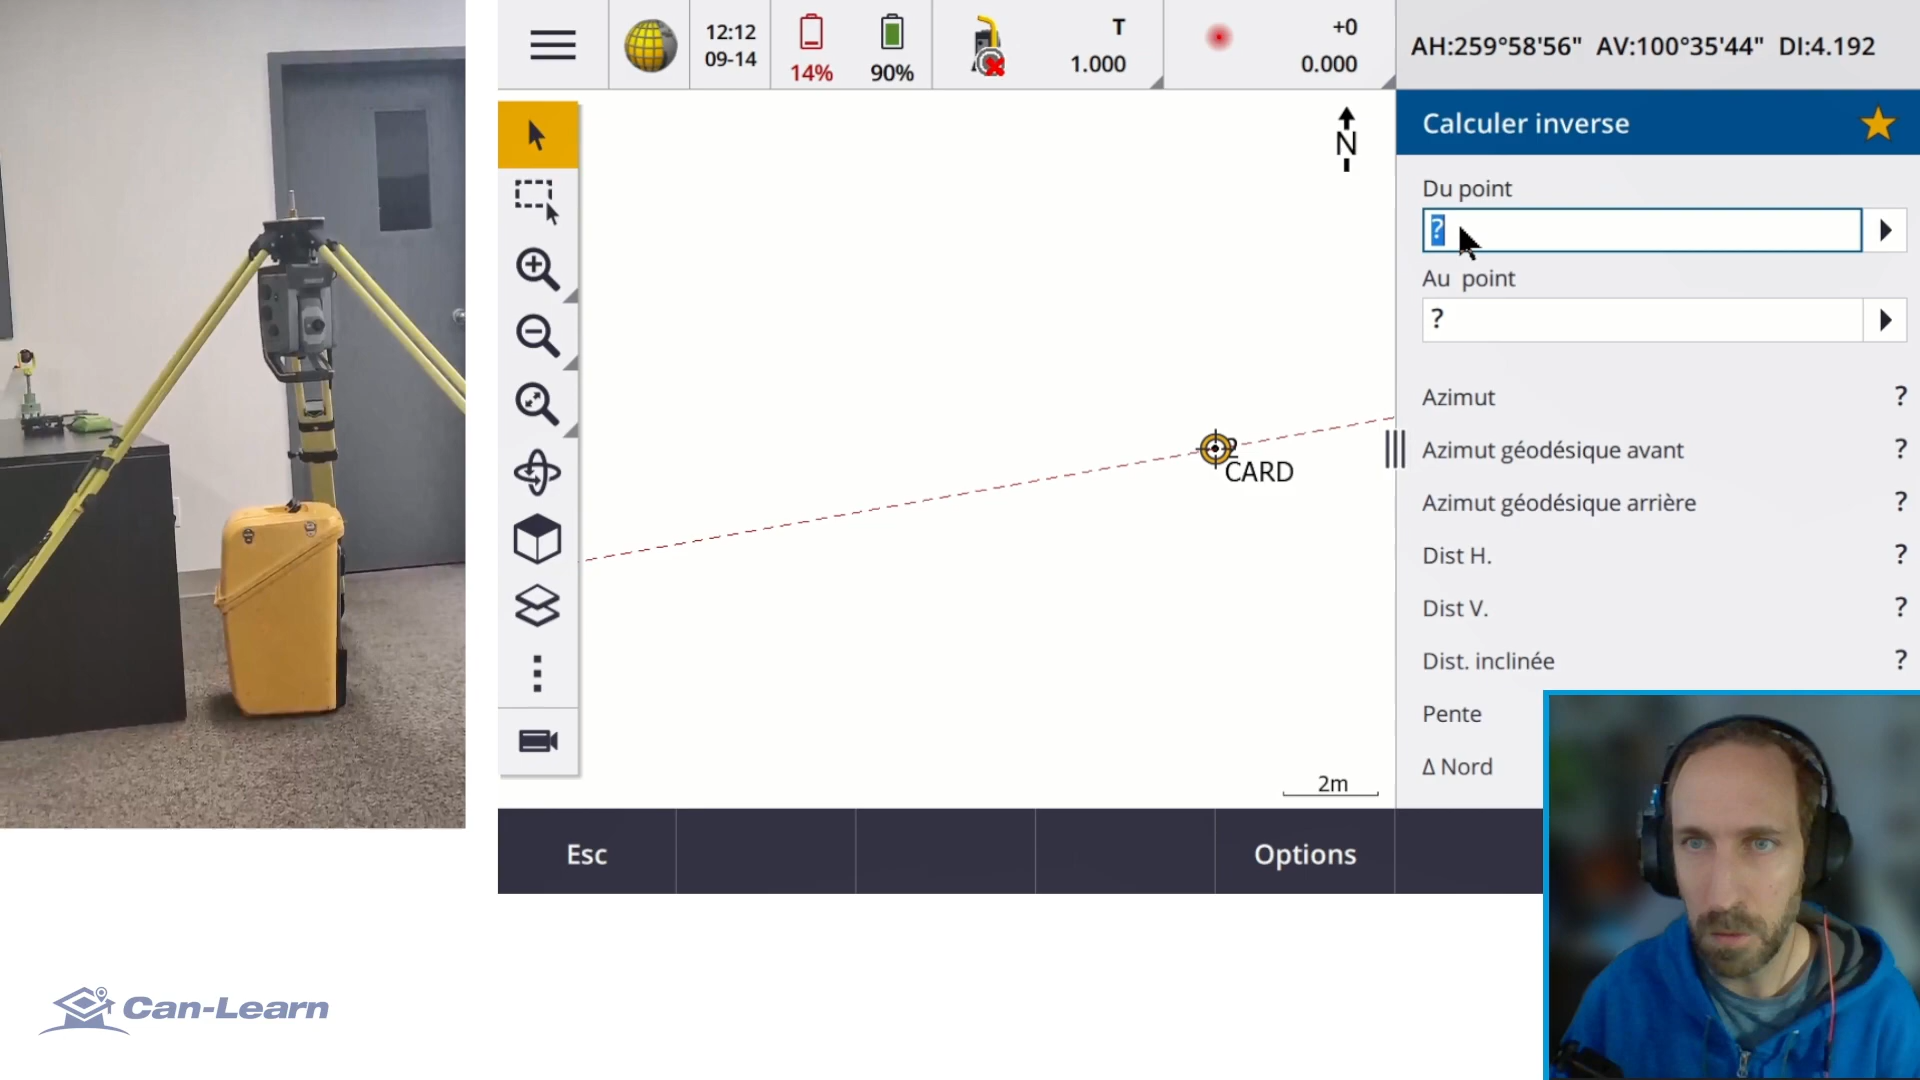 12:12
09-14
14%
90%
T
1.000
+0
0.000
AH:259°58'56" AV:100°35'44" DI:4.192
Calculer inverse
N
Du point
?
Au point
?
Azimut ?
Azimut géodésique avant ?
Azimut géodésique arrière ?
Dist H. ?
Dist V. ?
Dist. inclinée ?
Pente
Δ Nord
CARD
2m
Esc
Options
Can-Learn